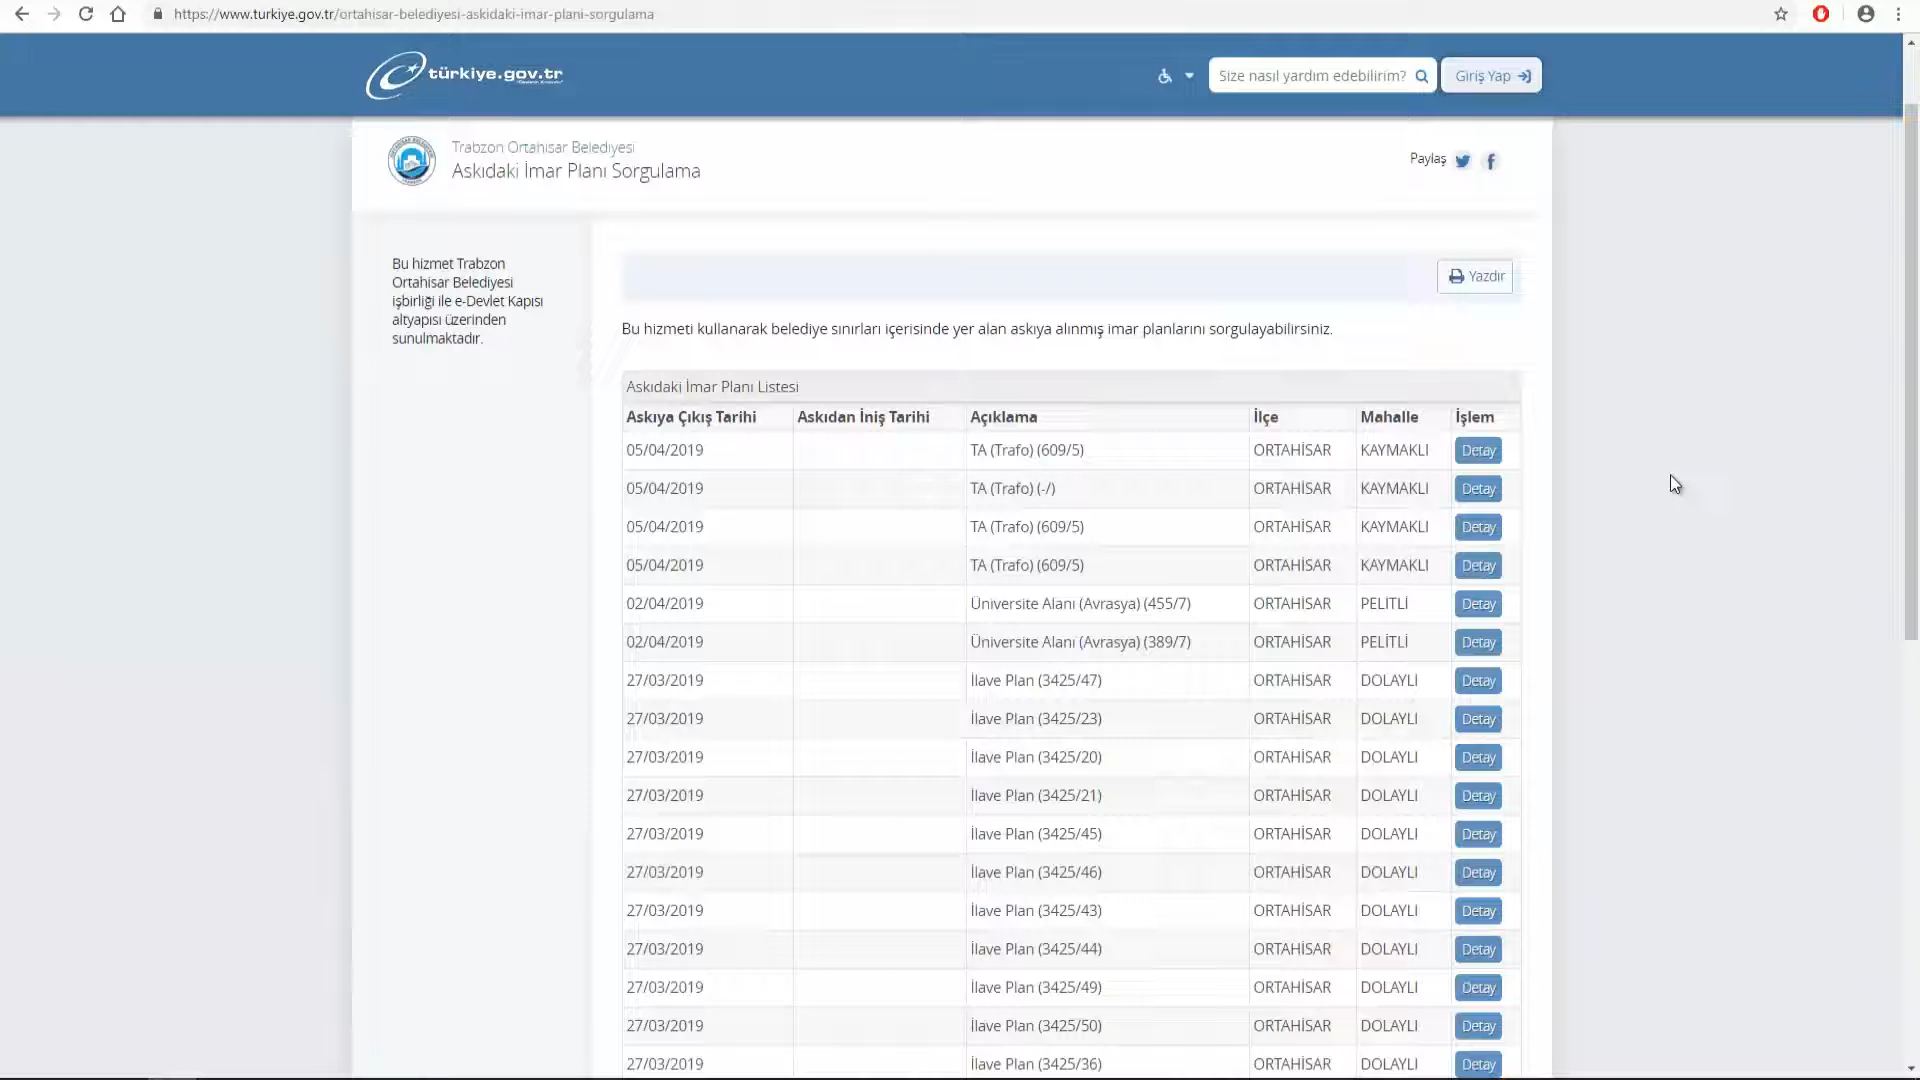 https://www.turkiye.gov.tr/ortahisar-belediyesi-askidaki-imar-plani-sorgulama
türkiye.gov.tr
Size nasıl yardım edebilirim?
Giriş Yap
Trabzon Ortahisar Belediyesi
Askıdaki İmar Planı Sorgulama
Paylaş
Bu hizmet Trabzon
Ortahisar Belediyesi
işbirliği ile e-Devlet Kapısı
altyapısı üzerinden
sunulmaktadır.
Yazdır
Bu hizmeti kullanarak belediye sınırları içerisinde yer alan askıya alınmış imar planlarını sorgulayabilirsiniz.
Askıdaki İmar Planı Listesi
Askıya Çıkış Tarihi Askıdan İniş Tarihi Açıklama İlçe Mahalle İşlem
05/04/2019 TA (Trafo) (609/5) ORTAHİSAR KAYMAKLI Detay
05/04/2019 TA (Trafo) (-/) ORTAHİSAR KAYMAKLI Detay
05/04/2019 TA (Trafo) (609/5) ORTAHİSAR KAYMAKLI Detay
05/04/2019 TA (Trafo) (609/5) ORTAHİSAR KAYMAKLI Detay
02/04/2019 Üniversite Alanı (Avrasya) (455/7) ORTAHİSAR PELİTLİ Detay
02/04/2019 Üniversite Alanı (Avrasya) (389/7) ORTAHİSAR PELİTLİ Detay
27/03/2019 İlave Plan (3425/47) ORTAHİSAR DOLAYLI Detay
27/03/2019 İlave Plan (3425/23) ORTAHİSAR DOLAYLI Detay
27/03/2019 İlave Plan (3425/20) ORTAHİSAR DOLAYLI Detay
27/03/2019 İlave Plan (3425/21) ORTAHİSAR DOLAYLI Detay
27/03/2019 İlave Plan (3425/45) ORTAHİSAR DOLAYLI Detay
27/03/2019 İlave Plan (3425/46) ORTAHİSAR DOLAYLI Detay
27/03/2019 İlave Plan (3425/43) ORTAHİSAR DOLAYLI Detay
27/03/2019 İlave Plan (3425/44) ORTAHİSAR DOLAYLI Detay
27/03/2019 İlave Plan (3425/49) ORTAHİSAR DOLAYLI Detay
27/03/2019 İlave Plan (3425/50) ORTAHİSAR DOLAYLI Detay
27/03/2019 İlave Plan (3425/36) ORTAHİSAR DOLAYLI Detay